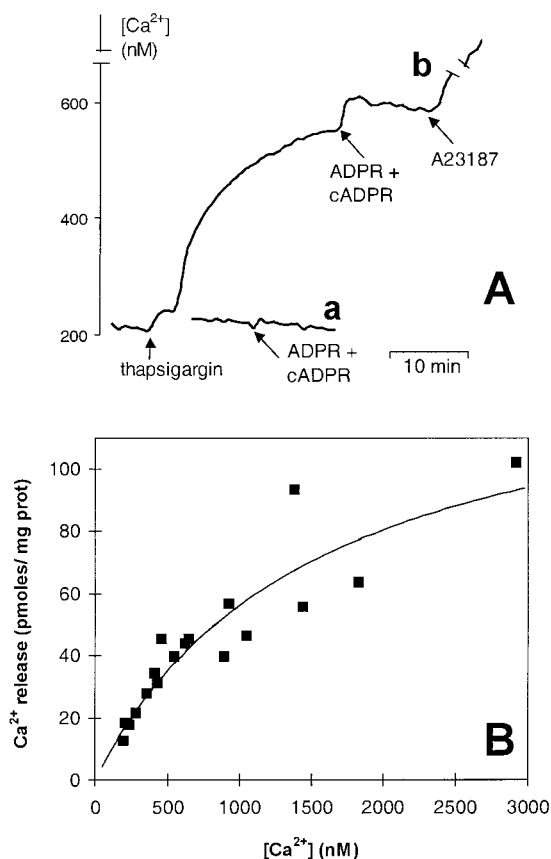 [Ca²⁺]
(nM)
b
600
A23187
ADPR +
cADPR
400
A
a
200
ADPR +
cADPR
thapsigargin
10 min
Ca²⁺ release (pmoles/ mg prot)
100
80
60
40
20
0
B
0 500 1000 1500 2000 2500 3000
[Ca²⁺] (nM)